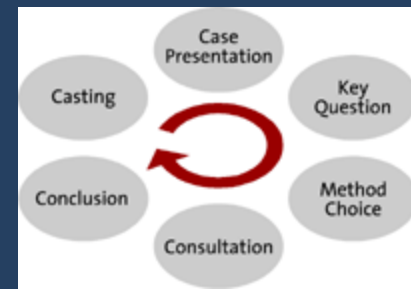 Case
Presentation
Key
Question
Method
Choice
Consultation
Conclusion
Casting